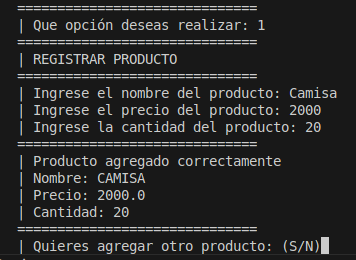 ==============================
| Que opción deseas realizar: 1
==============================
| REGISTRAR PRODUCTO
==============================
| Ingrese el nombre del producto: Camisa
| Ingrese el precio del producto: 2000
| Ingrese la cantidad del producto: 20
==============================
| Producto agregado correctamente
| Nombre: CAMISA
| Precio: 2000.0
| Cantidad: 20
==============================
| Quieres agregar otro producto: (S/N)